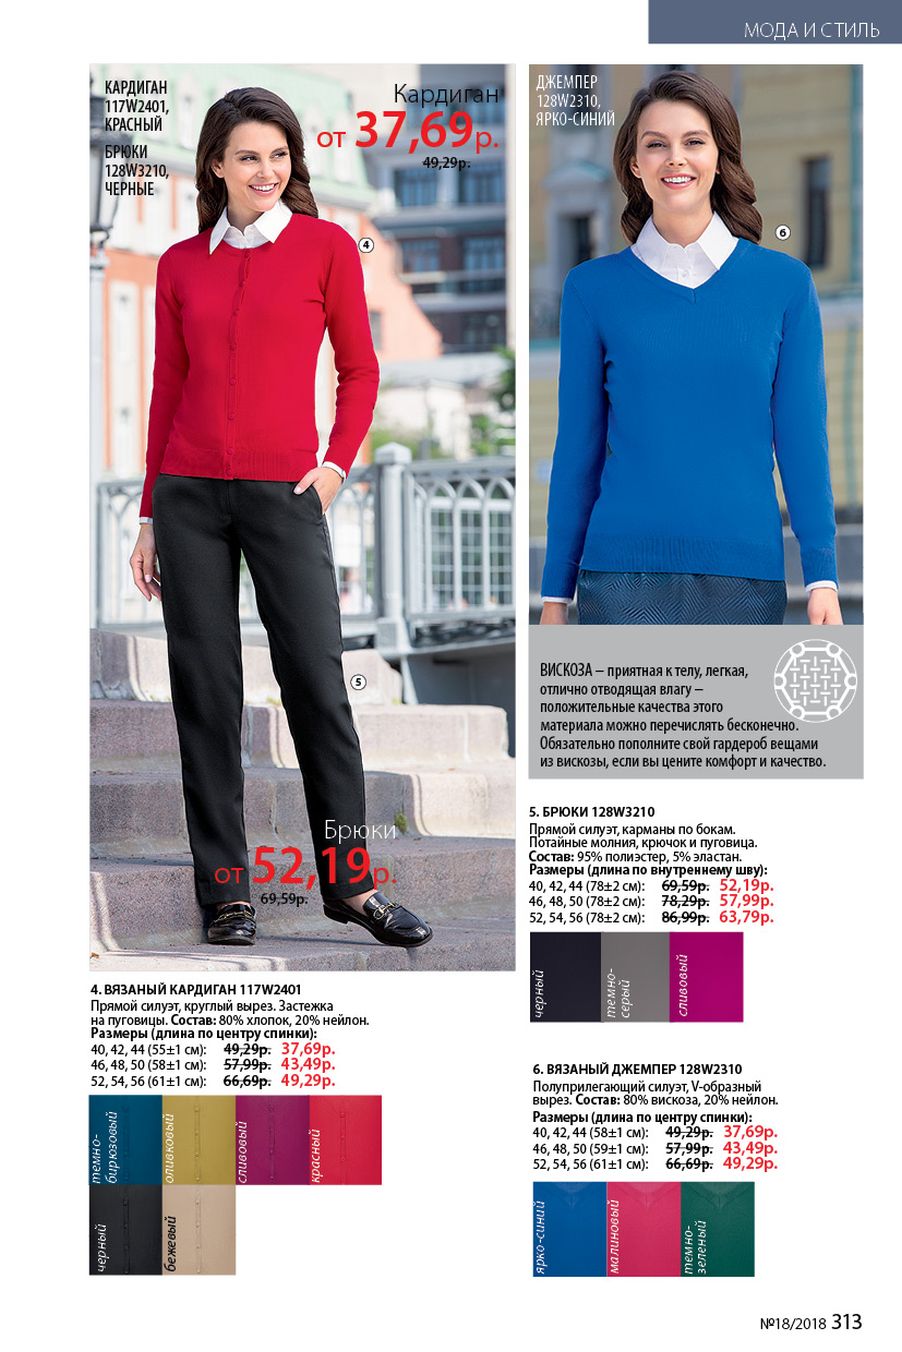 МОДА И СТИЛЬ
КАРДИГАН
117W2401,
КРАСНЫЙ
БРЮКИ
128W3210,
ЧЕРНЫЕ
Кардиган
от 37,69р.
49,29р.
4
5
Брюки
от 52,19р.
69,59р.
ДЖЕМПЕР
128W2310,
ЯРКО-СИНИЙ
6
ВИСКОЗА – приятная к телу, легкая,
отлично отводящая влагу –
положительные качества этого
материала можно перечислять бесконечно.
Обязательно пополните свой гардероб вещами
из вискозы, если вы цените комфорт и качество.
4. ВЯЗАНЫЙ КАРДИГАН 117W2401
Прямой силуэт, круглый вырез. Застежка
на пуговицы. Состав: 80% хлопок, 20% нейлон.
Размеры (длина по центру спинки):
40, 42, 44 (55±1 см): 49,29р. 37,69р.
46, 48, 50 (58±1 см): 57,99р. 43,49р.
52, 54, 56 (61±1 см): 66,69р. 49,29р.
темно-
бирюзовый
оливковый
сливовый
красный
черный
бежевый
5. БРЮКИ 128W3210
Прямой силуэт, карманы по бокам.
Потайные молния, крючок и пуговица.
Состав: 95% полиэстер, 5% эластан.
Размеры (длина по внутреннему шву):
40, 42, 44 (78±2 см): 69,59р. 52,19р.
46, 48, 50 (78±2 см): 78,29р. 57,99р.
52, 54, 56 (78±2 см): 86,99р. 63,79р.
черный
темно-
серый
сливовый
6. ВЯЗАНЫЙ ДЖЕМПЕР 128W2310
Полуприлегающий силуэт, V-образный
вырез. Состав: 80% вискоза, 20% нейлон.
Размеры (длина по центру спинки):
40, 42, 44 (58±1 см): 49,29р. 37,69р.
46, 48, 50 (59±1 см): 57,99р. 43,49р.
52, 54, 56 (61±1 см): 66,69р. 49,29р.
ярко-синий
малиновый
темно-
зеленый
№18/2018 313